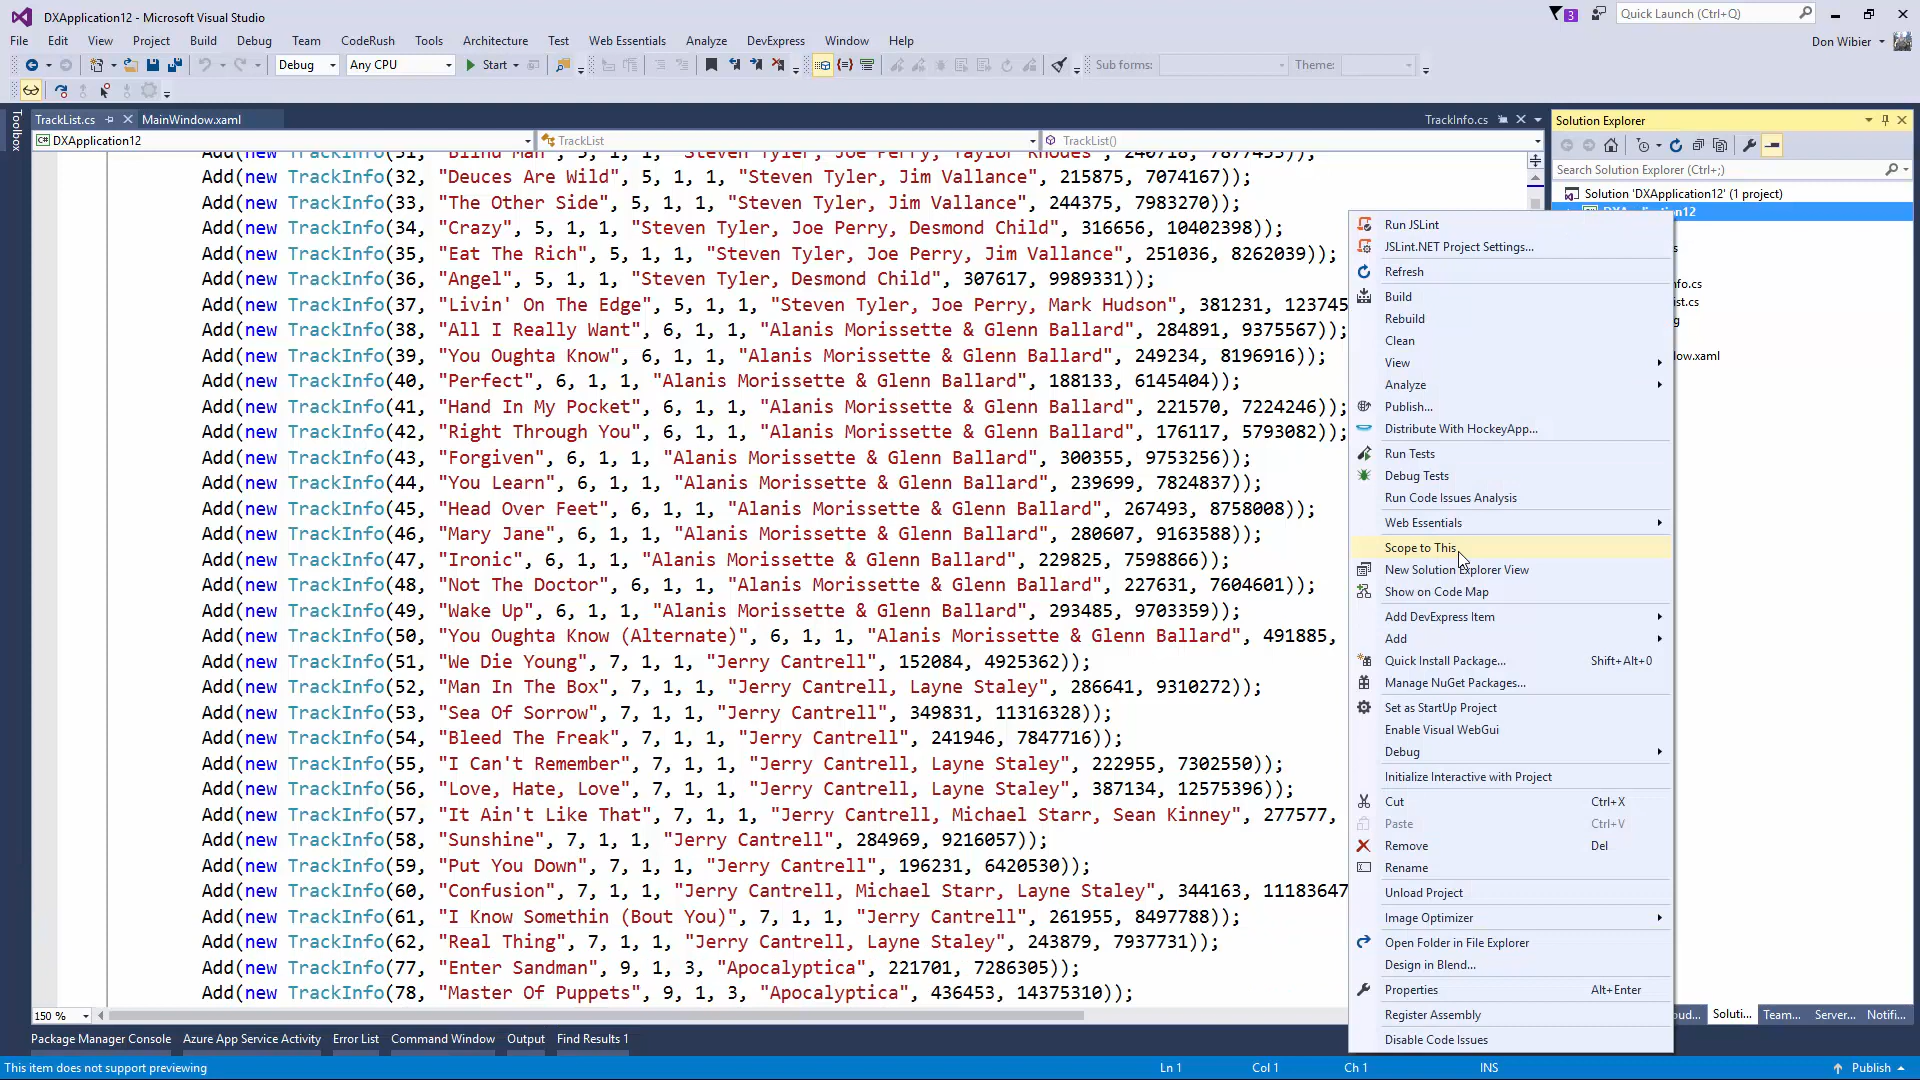 DXApplication12 - Microsoft Visual Studio
3
Quick Launch (Ctrl+Q)
File Edit View Project Build Debug Team CodeRush Tools Architecture Test Web Essentials Analyze DevExpress Window Help
Don Wibier
Debug Any CPU Start Sub forms: Theme:
TrackList.cs MainWindow.xaml TrackInfo.cs
DXApplication12 TrackList TrackList()
Toolbox
Add(new TrackInfo(31, "Blind Man", 5, 1, 1, "Steven Tyler, Joe Perry, Taylor Rhodes", 240718, 7877453));
Add(new TrackInfo(32, "Deuces Are Wild", 5, 1, 1, "Steven Tyler, Jim Vallance", 215875, 7074167));
Add(new TrackInfo(33, "The Other Side", 5, 1, 1, "Steven Tyler, Jim Vallance", 244375, 7983270));
Add(new TrackInfo(34, "Crazy", 5, 1, 1, "Steven Tyler, Joe Perry, Desmond Child", 316656, 10402398));
Add(new TrackInfo(35, "Eat The Rich", 5, 1, 1, "Steven Tyler, Joe Perry, Jim Vallance", 251036, 8262039));
Add(new TrackInfo(36, "Angel", 5, 1, 1, "Steven Tyler, Desmond Child", 307617, 9989331));
Add(new TrackInfo(37, "Livin' On The Edge", 5, 1, 1, "Steven Tyler, Joe Perry, Mark Hudson", 381231, 123745
Add(new TrackInfo(38, "All I Really Want", 6, 1, 1, "Alanis Morissette & Glenn Ballard", 284891, 9375567));
Add(new TrackInfo(39, "You Oughta Know", 6, 1, 1, "Alanis Morissette & Glenn Ballard", 249234, 8196916));
Add(new TrackInfo(40, "Perfect", 6, 1, 1, "Alanis Morissette & Glenn Ballard", 188133, 6145404));
Add(new TrackInfo(41, "Hand In My Pocket", 6, 1, 1, "Alanis Morissette & Glenn Ballard", 221570, 7224246));
Add(new TrackInfo(42, "Right Through You", 6, 1, 1, "Alanis Morissette & Glenn Ballard", 176117, 5793082));
Add(new TrackInfo(43, "Forgiven", 6, 1, 1, "Alanis Morissette & Glenn Ballard", 300355, 9753256));
Add(new TrackInfo(44, "You Learn", 6, 1, 1, "Alanis Morissette & Glenn Ballard", 239699, 7824837));
Add(new TrackInfo(45, "Head Over Feet", 6, 1, 1, "Alanis Morissette & Glenn Ballard", 267493, 8758008));
Add(new TrackInfo(46, "Mary Jane", 6, 1, 1, "Alanis Morissette & Glenn Ballard", 280607, 9163588));
Add(new TrackInfo(47, "Ironic", 6, 1, 1, "Alanis Morissette & Glenn Ballard", 229825, 7598866));
Add(new TrackInfo(48, "Not The Doctor", 6, 1, 1, "Alanis Morissette & Glenn Ballard", 227631, 7604601));
Add(new TrackInfo(49, "Wake Up", 6, 1, 1, "Alanis Morissette & Glenn Ballard", 293485, 9703359));
Add(new TrackInfo(50, "You Oughta Know (Alternate)", 6, 1, 1, "Alanis Morissette & Glenn Ballard", 491885,
Add(new TrackInfo(51, "We Die Young", 7, 1, 1, "Jerry Cantrell", 152084, 4925362));
Add(new TrackInfo(52, "Man In The Box", 7, 1, 1, "Jerry Cantrell, Layne Staley", 286641, 9310272));
Add(new TrackInfo(53, "Sea Of Sorrow", 7, 1, 1, "Jerry Cantrell", 349831, 11316328));
Add(new TrackInfo(54, "Bleed The Freak", 7, 1, 1, "Jerry Cantrell", 241946, 7847716));
Add(new TrackInfo(55, "I Can't Remember", 7, 1, 1, "Jerry Cantrell, Layne Staley", 222955, 7302550));
Add(new TrackInfo(56, "Love, Hate, Love", 7, 1, 1, "Jerry Cantrell, Layne Staley", 387134, 12575396));
Add(new TrackInfo(57, "It Ain't Like That", 7, 1, 1, "Jerry Cantrell, Michael Starr, Sean Kinney", 277577,
Add(new TrackInfo(58, "Sunshine", 7, 1, 1, "Jerry Cantrell", 284969, 9216057));
Add(new TrackInfo(59, "Put You Down", 7, 1, 1, "Jerry Cantrell", 196231, 6420530));
Add(new TrackInfo(60, "Confusion", 7, 1, 1, "Jerry Cantrell, Michael Starr, Layne Staley", 344163, 11183647
Add(new TrackInfo(61, "I Know Somethin (Bout You)", 7, 1, 1, "Jerry Cantrell", 261955, 8497788));
Add(new TrackInfo(62, "Real Thing", 7, 1, 1, "Jerry Cantrell, Layne Staley", 243879, 7937731));
Add(new TrackInfo(77, "Enter Sandman", 9, 1, 3, "Apocalyptica", 221701, 7286305));
Add(new TrackInfo(78, "Master Of Puppets", 9, 1, 3, "Apocalyptica", 436453, 14375310));
150 %
Solution Explorer
Search Solution Explorer (Ctrl+;)
Solution 'DXApplication12' (1 project)
DXApplication12
s
nfo.cs
ist.cs
g
ow.xaml
Run JSLint
JSLint.NET Project Settings...
Refresh
Build
Rebuild
Clean
View
Analyze
Publish...
Distribute With HockeyApp...
Run Tests
Debug Tests
Run Code Issues Analysis
Web Essentials
Scope to This
New Solution Explorer View
Show on Code Map
Add DevExpress Item
Add
Quick Install Package... Shift+Alt+0
Manage NuGet Packages...
Set as StartUp Project
Enable Visual WebGui
Debug
Initialize Interactive with Project
Cut Ctrl+X
Paste Ctrl+V
Remove Del
Rename
Unload Project
Image Optimizer
Open Folder in File Explorer
Design in Blend...
Properties Alt+Enter
Register Assembly
Disable Code Issues
oud... Soluti... Team... Server... Notifi...
Package Manager Console Azure App Service Activity Error List Command Window Output Find Results 1
This item does not support previewing Ln 1 Col 1 Ch 1 INS Publish